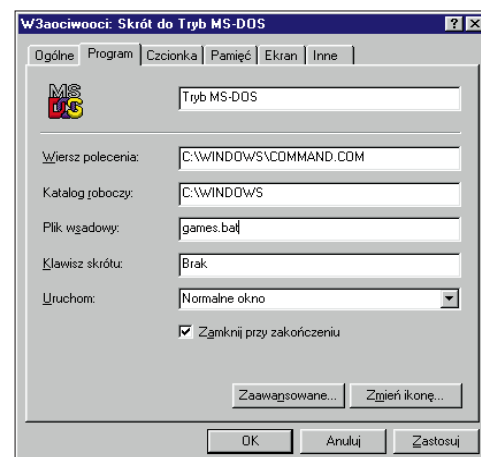 W3aociwooci: Skrót do Tryb MS-DOS
Ogólne Program Czcionka Pamięć Ekran Inne
MS DOS
Tryb MS-DOS
Wiersz polecenia: C:\WINDOWS\COMMAND.COM
Katalog roboczy: C:\WINDOWS
Plik wsadowy: games.bat
Klawisz skrótu: Brak
Uruchom: Normalne okno
Zamknij przy zakończeniu
Zaawansowane... Zmień ikonę...
OK Anuluj Zastosuj